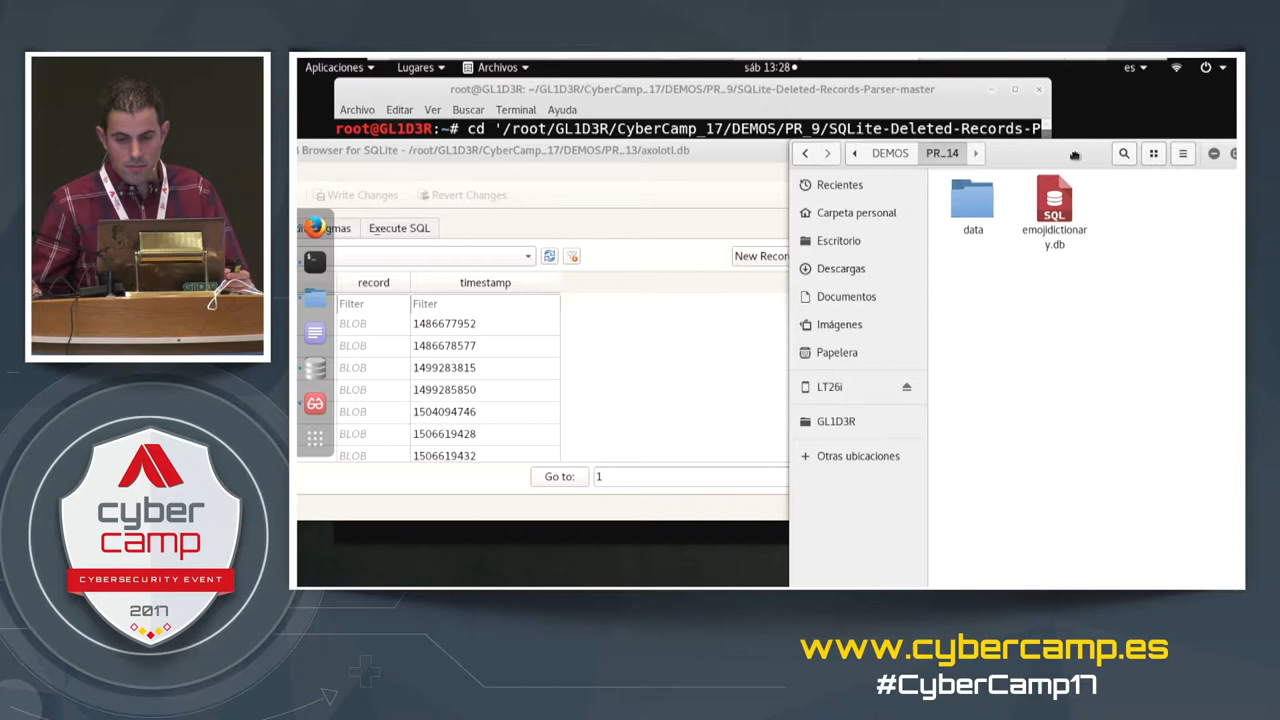 Aplicaciones
Lugares
Archivos
sáb 13:28
es
root@GL1D3R: ~/GL1D3R/CyberCamp_17/DEMOS/PR_9/SQLite-Deleted-Records-Parser-master
Archivo Editar Ver Buscar Terminal Ayuda
root@GL1D3R:~# cd '/root/GL1D3R/CyberCamp_17/DEMOS/PR_9/SQLite-Deleted-Records-P
Browser for SQLite - /root/GL1D3R/CyberCamp_17/DEMOS/PR_13/axolotl.db
Write Changes Revert Changes
gmas Execute SQL
New Recor
record timestamp
Filter Filter
BLOB 1486677952
BLOB 1486678577
BLOB 1499283815
BLOB 1499285850
BLOB 1504094746
BLOB 1506619428
BLOB 1506619432
Go to: 1
DEMOS PR_14
Recientes
Carpeta personal
Escritorio
Descargas
Documentos
Imágenes
Papelera
LT26i
GL1D3R
Otras ubicaciones
data
SQL
emojidictionar
y.db
cyber
camp
CYBERSECURITY EVENT
2017
www.cybercamp.es
#CyberCamp17